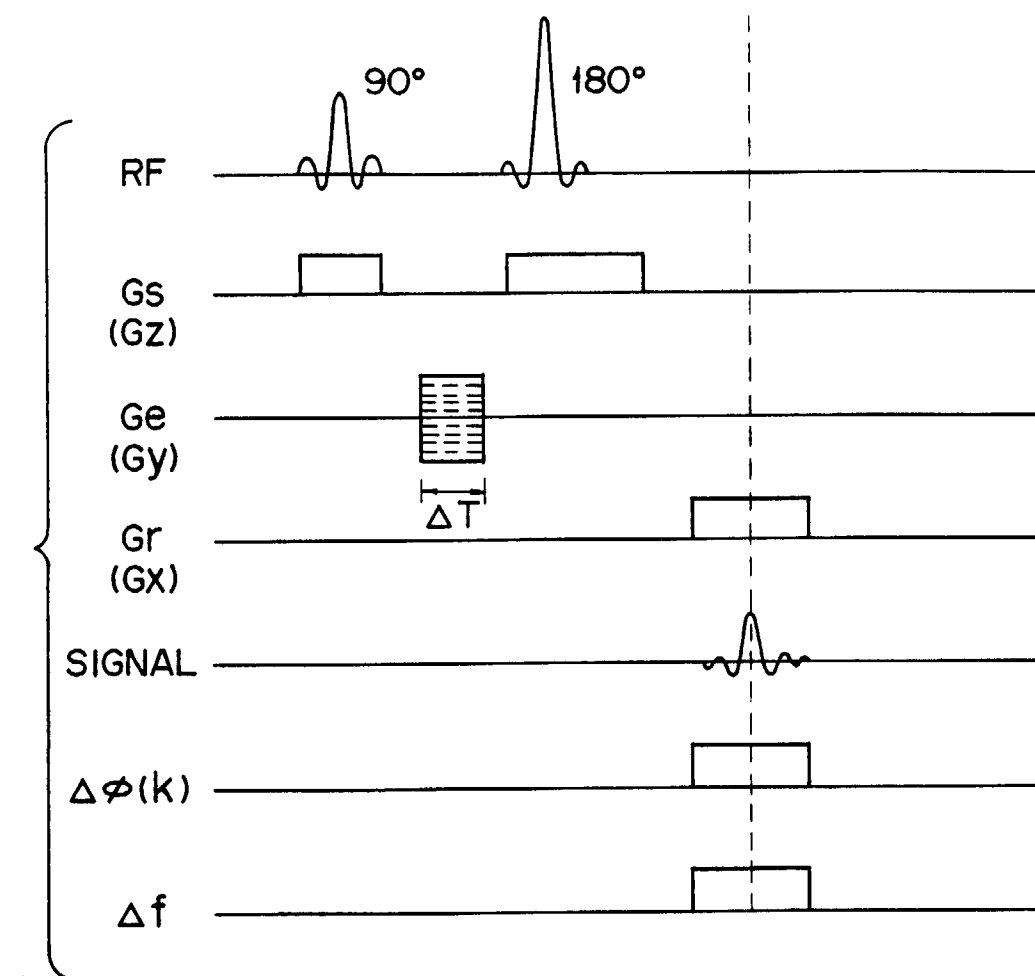 90° 180°
RF
Gs
(Gz)
Ge
(Gy)
ΔT
Gr
(Gx)
SIGNAL
Δφ(k)
Δf